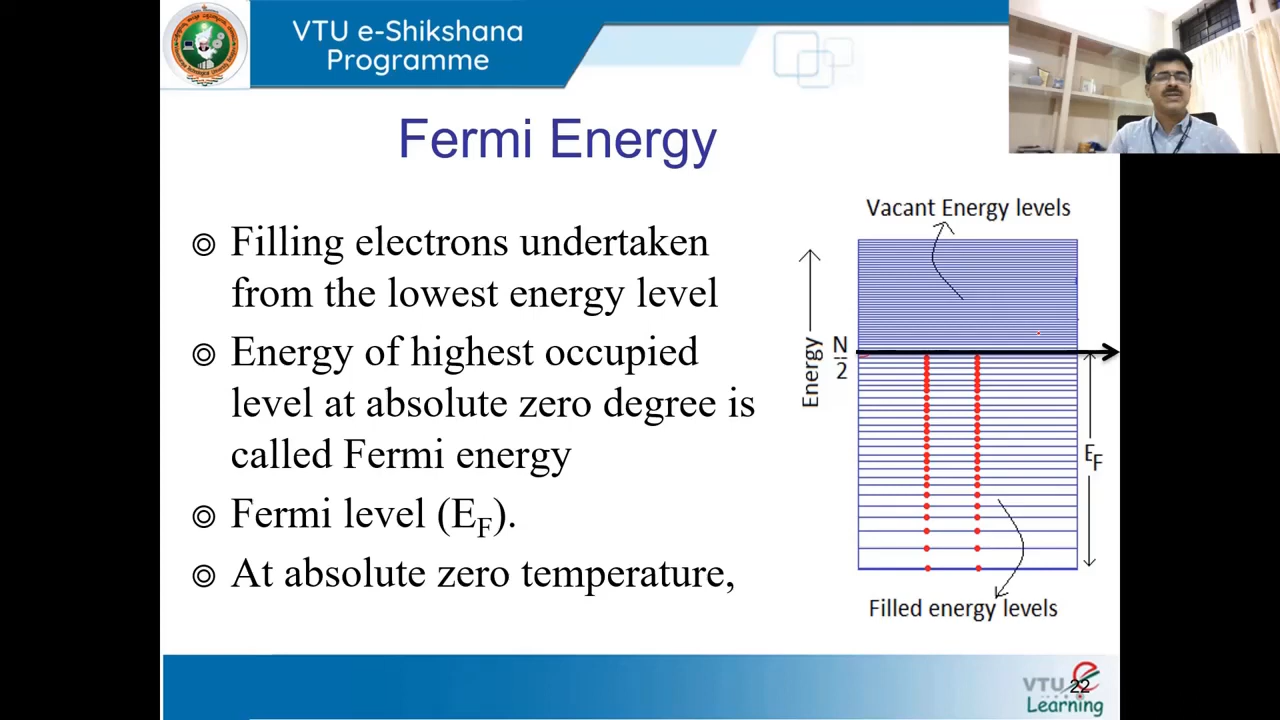 VTU e-Shikshana
Programme
Fermi Energy
◎ Filling electrons undertaken
from the lowest energy level
◎ Energy of highest occupied
level at absolute zero degree is
called Fermi energy
◎ Fermi level (E_F).
◎ At absolute zero temperature,
Vacant Energy levels
Energy
N
2
E_F
Filled energy levels
VTU
Learning
22